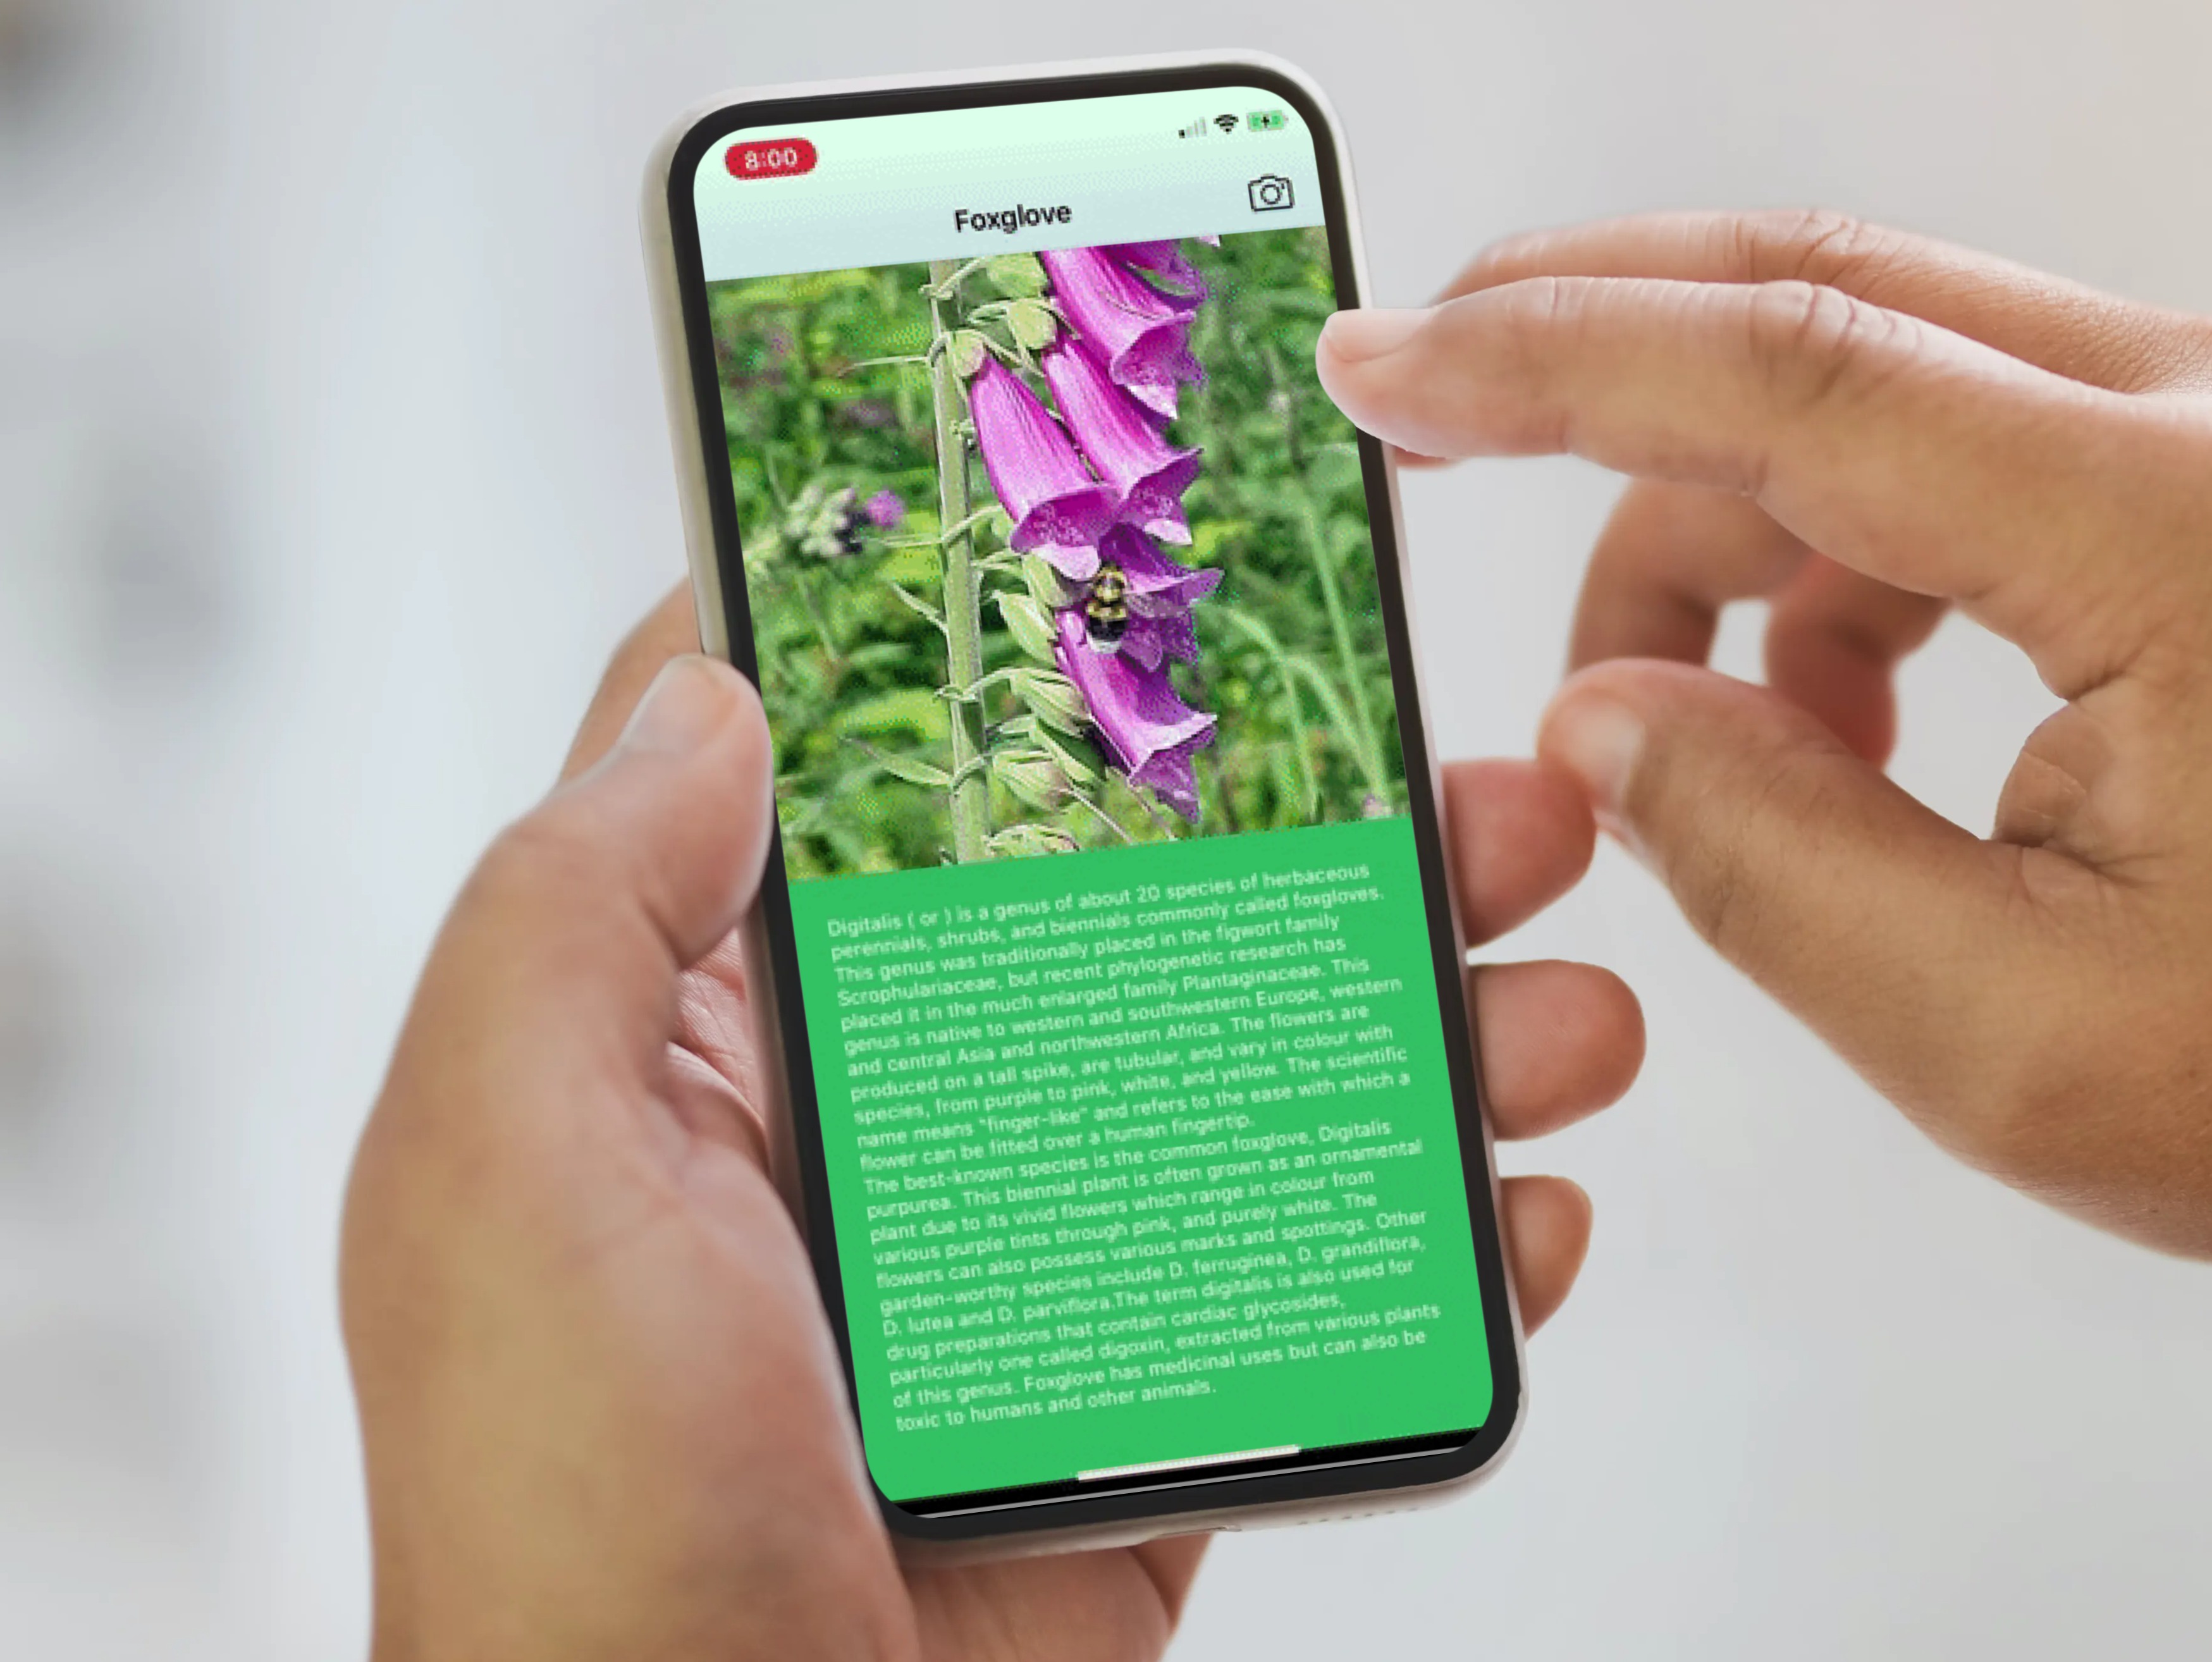 8:00
Foxglove
Digitalis ( or ) is a genus of about 20 species of herbaceous
perennials, shrubs, and biennials commonly called foxgloves.
This genus was traditionally placed in the figwort family
Scrophulariaceae, but recent phylogenetic research has
placed it in the much enlarged family Plantaginaceae. This
genus is native to western and southwestern Europe, western
and central Asia and northwestern Africa. The flowers are
produced on a tall spike, are tubular, and vary in colour with
species, from purple to pink, white, and yellow. The scientific
name means "finger-like" and refers to the ease with which a
flower can be fitted over a human fingertip.
The best-known species is the common foxglove, Digitalis
purpurea. This biennial plant is often grown as an ornamental
plant due to its vivid flowers which range in colour from
various purple tints through pink, and purely white. The
flowers can also possess various marks and spottings. Other
garden-worthy species include D. ferruginea, D. grandiflora,
D. lutea and D. parviflora.The term digitalis is also used for
drug preparations that contain cardiac glycosides,
particularly one called digoxin, extracted from various plants
of this genus. Foxglove has medicinal uses but can also be
toxic to humans and other animals.